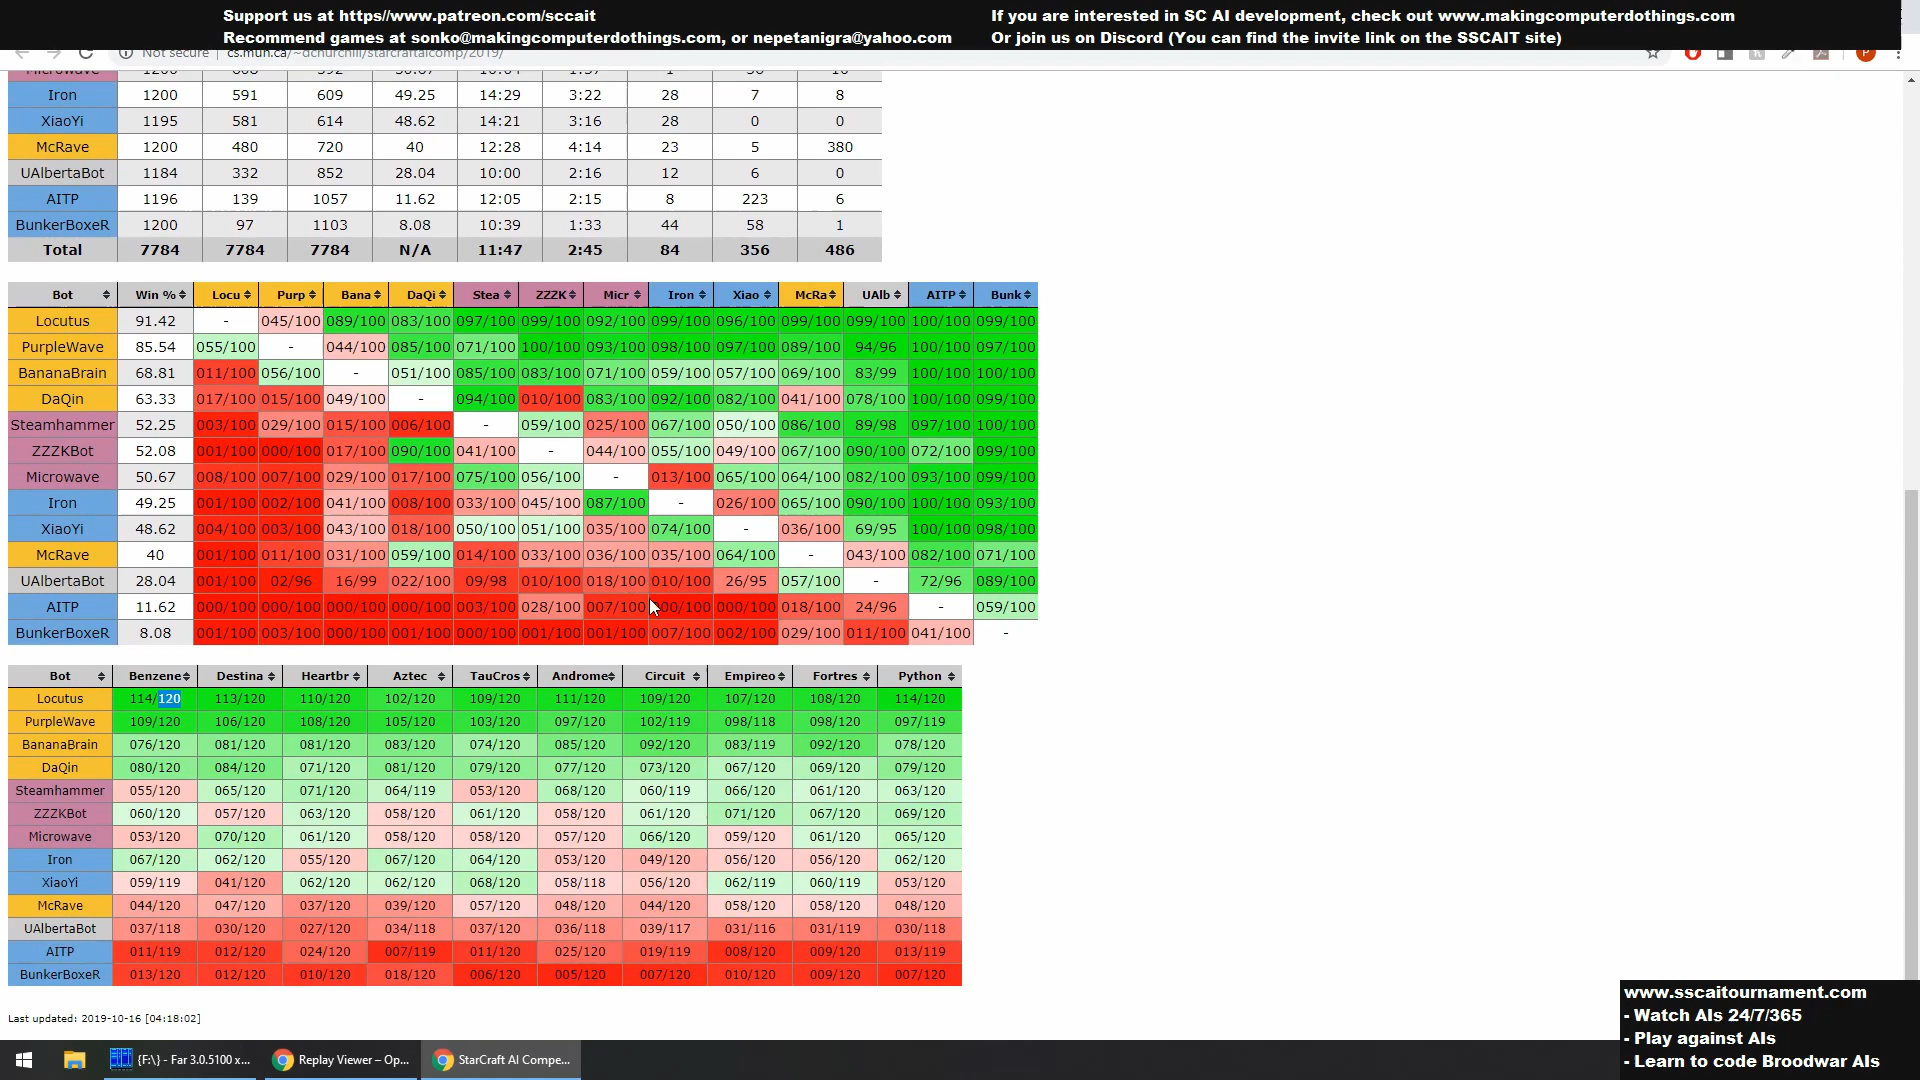 Support us at https//www.patreon.com/sccait
Recommend games at sonko@makingcomputerdothings.com, or nepetanigra@yahoo.com
If you are interested in SC AI development, check out www.makingcomputerdothings.com
Or join us on Discord (You can find the invite link on the SSCAIT site)
Not secure cs.mun.ca/~dchurchill/starcraftaicomp/2019/
Iron 1200 591 609 49.25 14:29 3:22 28 7 8
XiaoYi 1195 581 614 48.62 14:21 3:16 28 0 0
McRave 1200 480 720 40 12:28 4:14 23 5 380
UAlbertaBot 1184 332 852 28.04 10:00 2:16 12 6 0
AITP 1196 139 1057 11.62 12:05 2:15 8 223 6
BunkerBoxeR 1200 97 1103 8.08 10:39 1:33 44 58 1
Total 7784 7784 7784 N/A 11:47 2:45 84 356 486
Bot Win % Locu Purp Bana DaQi Stea ZZZK Micr Iron Xiao McRa UAlb AITP Bunk
Locutus 91.42 - 045/100 089/100 083/100 097/100 099/100 092/100 099/100 096/100 099/100 099/100 100/100 099/100
PurpleWave 85.54 055/100 - 044/100 085/100 071/100 100/100 093/100 098/100 097/100 089/100 94/96 100/100 097/100
BananaBrain 68.81 011/100 056/100 - 051/100 085/100 083/100 071/100 059/100 057/100 069/100 83/99 100/100 100/100
DaQin 63.33 017/100 015/100 049/100 - 094/100 010/100 083/100 092/100 082/100 041/100 078/100 100/100 099/100
Steamhammer 52.25 003/100 029/100 015/100 006/100 - 059/100 025/100 067/100 050/100 086/100 89/98 097/100 100/100
ZZZKBot 52.08 001/100 000/100 017/100 090/100 041/100 - 044/100 055/100 049/100 067/100 090/100 072/100 099/100
Microwave 50.67 008/100 007/100 029/100 017/100 075/100 056/100 - 013/100 065/100 064/100 082/100 093/100 099/100
Iron 49.25 001/100 002/100 041/100 008/100 033/100 045/100 087/100 - 026/100 065/100 090/100 100/100 093/100
XiaoYi 48.62 004/100 003/100 043/100 018/100 050/100 051/100 035/100 074/100 - 036/100 69/95 100/100 098/100
McRave 40 001/100 011/100 031/100 059/100 014/100 033/100 036/100 035/100 064/100 - 043/100 082/100 071/100
UAlbertaBot 28.04 001/100 02/96 16/99 022/100 09/98 010/100 018/100 010/100 26/95 057/100 - 72/96 089/100
AITP 11.62 000/100 000/100 000/100 000/100 003/100 028/100 007/100 00/100 000/100 018/100 24/96 - 059/100
BunkerBoxeR 8.08 001/100 003/100 000/100 001/100 000/100 001/100 001/100 007/100 002/100 029/100 011/100 041/100 -
Bot Benzene Destina Heartbr Aztec TauCros Androme Circuit Empireo Fortres Python
Locutus 114/120 113/120 110/120 102/120 109/120 111/120 109/120 107/120 108/120 114/120
PurpleWave 109/120 106/120 108/120 105/120 103/120 097/120 102/119 098/118 098/120 097/119
BananaBrain 076/120 081/120 081/120 083/120 074/120 085/120 092/120 083/119 092/120 078/120
DaQin 080/120 084/120 071/120 081/120 079/120 077/120 073/120 067/120 069/120 079/120
Steamhammer 055/120 065/120 071/120 064/119 053/120 068/120 060/119 066/120 061/120 063/120
ZZZKBot 060/120 057/120 063/120 058/120 061/120 058/120 061/120 071/120 067/120 069/120
Microwave 053/120 070/120 061/120 058/120 058/120 057/120 066/120 059/120 061/120 065/120
Iron 067/120 062/120 055/120 067/120 064/120 053/120 049/120 056/120 056/120 062/120
XiaoYi 059/119 041/120 062/120 062/120 068/120 058/118 056/120 062/119 060/119 053/120
McRave 044/120 047/120 037/120 039/120 057/120 048/120 044/120 058/120 058/120 048/120
UAlbertaBot 037/118 030/120 027/120 034/118 037/120 036/118 039/117 031/116 031/119 030/118
AITP 011/119 012/120 024/120 007/119 011/120 025/120 019/119 008/120 009/120 013/119
BunkerBoxeR 013/120 012/120 010/120 018/120 006/120 005/120 007/120 010/120 009/120 007/120
Last updated: 2019-10-16 [04:18:02]
www.sscaitournament.com
- Watch AIs 24/7/365
- Play against AIs
- Learn to code Broodwar AIs
{F:\} - Far 3.0.5100 x...
Replay Viewer – Op...
StarCraft AI Compe...